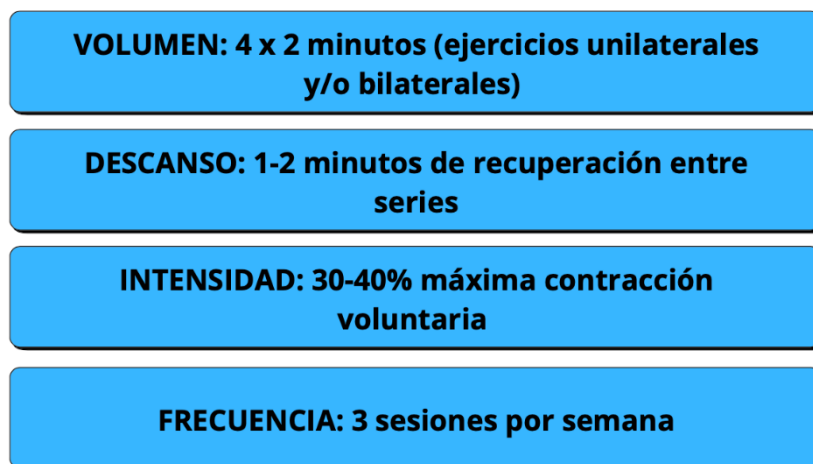 VOLUMEN: 4 x 2 minutos (ejercicios unilaterales
y/o bilaterales)
DESCANSO: 1-2 minutos de recuperación entre
series
INTENSIDAD: 30-40% máxima contracción
voluntaria
FRECUENCIA: 3 sesiones por semana